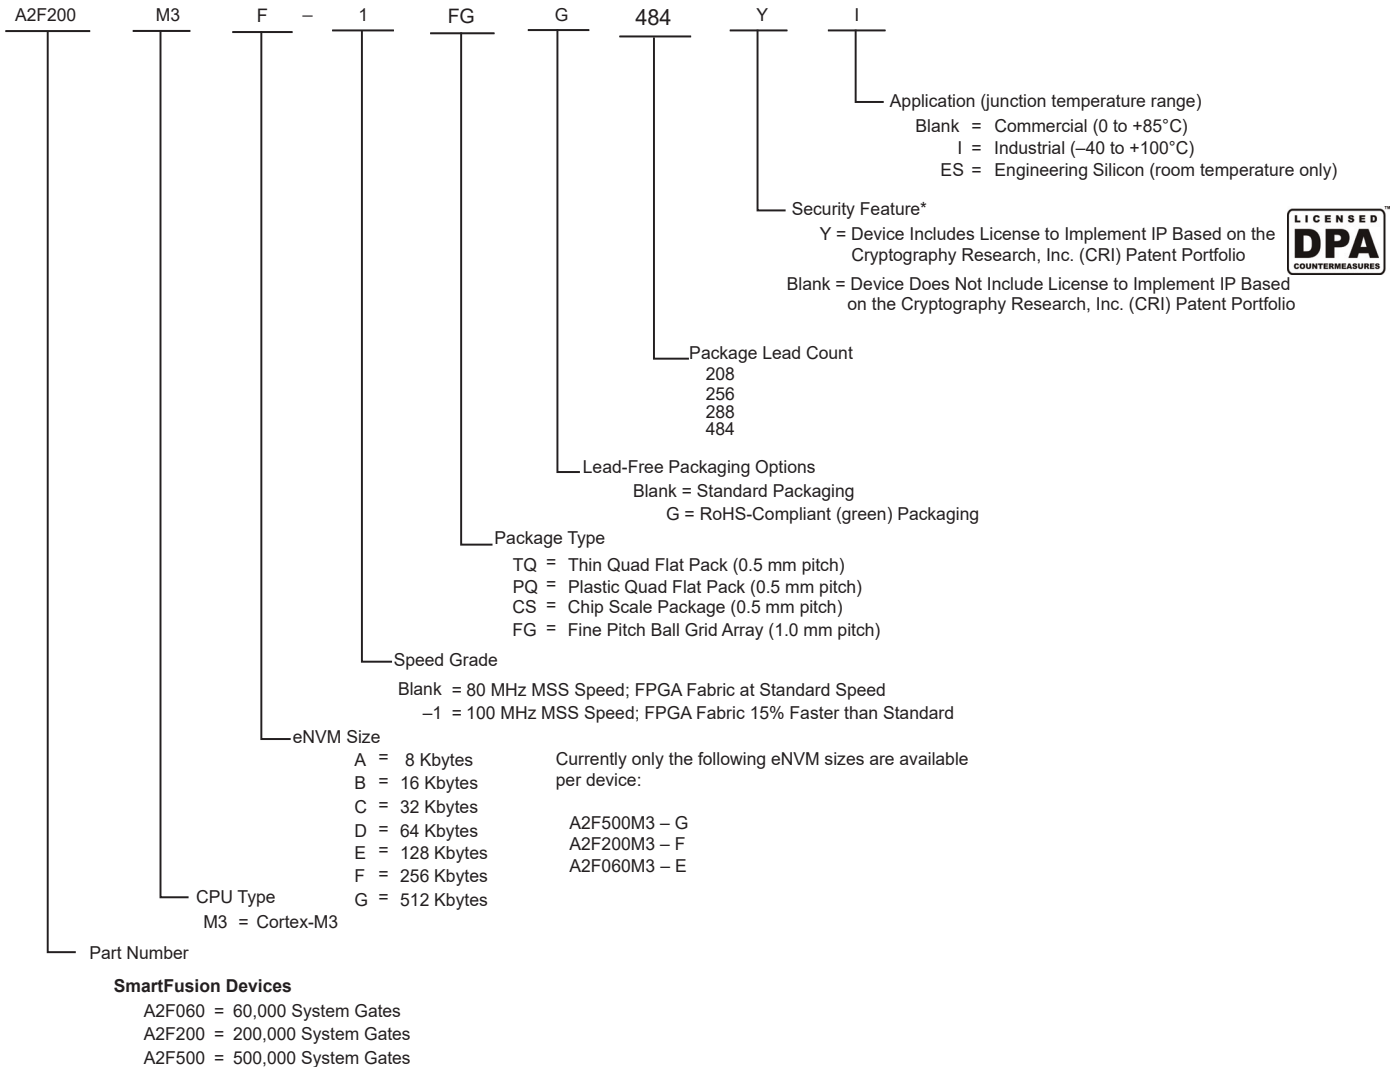 A2F200 M3 F – 1 FG G 484 Y I
Application (junction temperature range)
Blank = Commercial (0 to +85°C)
I = Industrial (–40 to +100°C)
ES = Engineering Silicon (room temperature only)
Security Feature*
Y = Device Includes License to Implement IP Based on the
Cryptography Research, Inc. (CRI) Patent Portfolio
LICENSED
DPA
COUNTERMEASURES
™
Blank = Device Does Not Include License to Implement IP Based
on the Cryptography Research, Inc. (CRI) Patent Portfolio
Package Lead Count
208
256
288
484
Lead-Free Packaging Options
Blank = Standard Packaging
G = RoHS-Compliant (green) Packaging
Package Type
TQ = Thin Quad Flat Pack (0.5 mm pitch)
PQ = Plastic Quad Flat Pack (0.5 mm pitch)
CS = Chip Scale Package (0.5 mm pitch)
FG = Fine Pitch Ball Grid Array (1.0 mm pitch)
Speed Grade
Blank = 80 MHz MSS Speed; FPGA Fabric at Standard Speed
–1 = 100 MHz MSS Speed; FPGA Fabric 15% Faster than Standard
eNVM Size
A = 8 Kbytes
B = 16 Kbytes
C = 32 Kbytes
D = 64 Kbytes
E = 128 Kbytes
F = 256 Kbytes
G = 512 Kbytes
Currently only the following eNVM sizes are available
per device:
A2F500M3 – G
A2F200M3 – F
A2F060M3 – E
CPU Type
M3 = Cortex-M3
Part Number
SmartFusion Devices
A2F060 = 60,000 System Gates
A2F200 = 200,000 System Gates
A2F500 = 500,000 System Gates